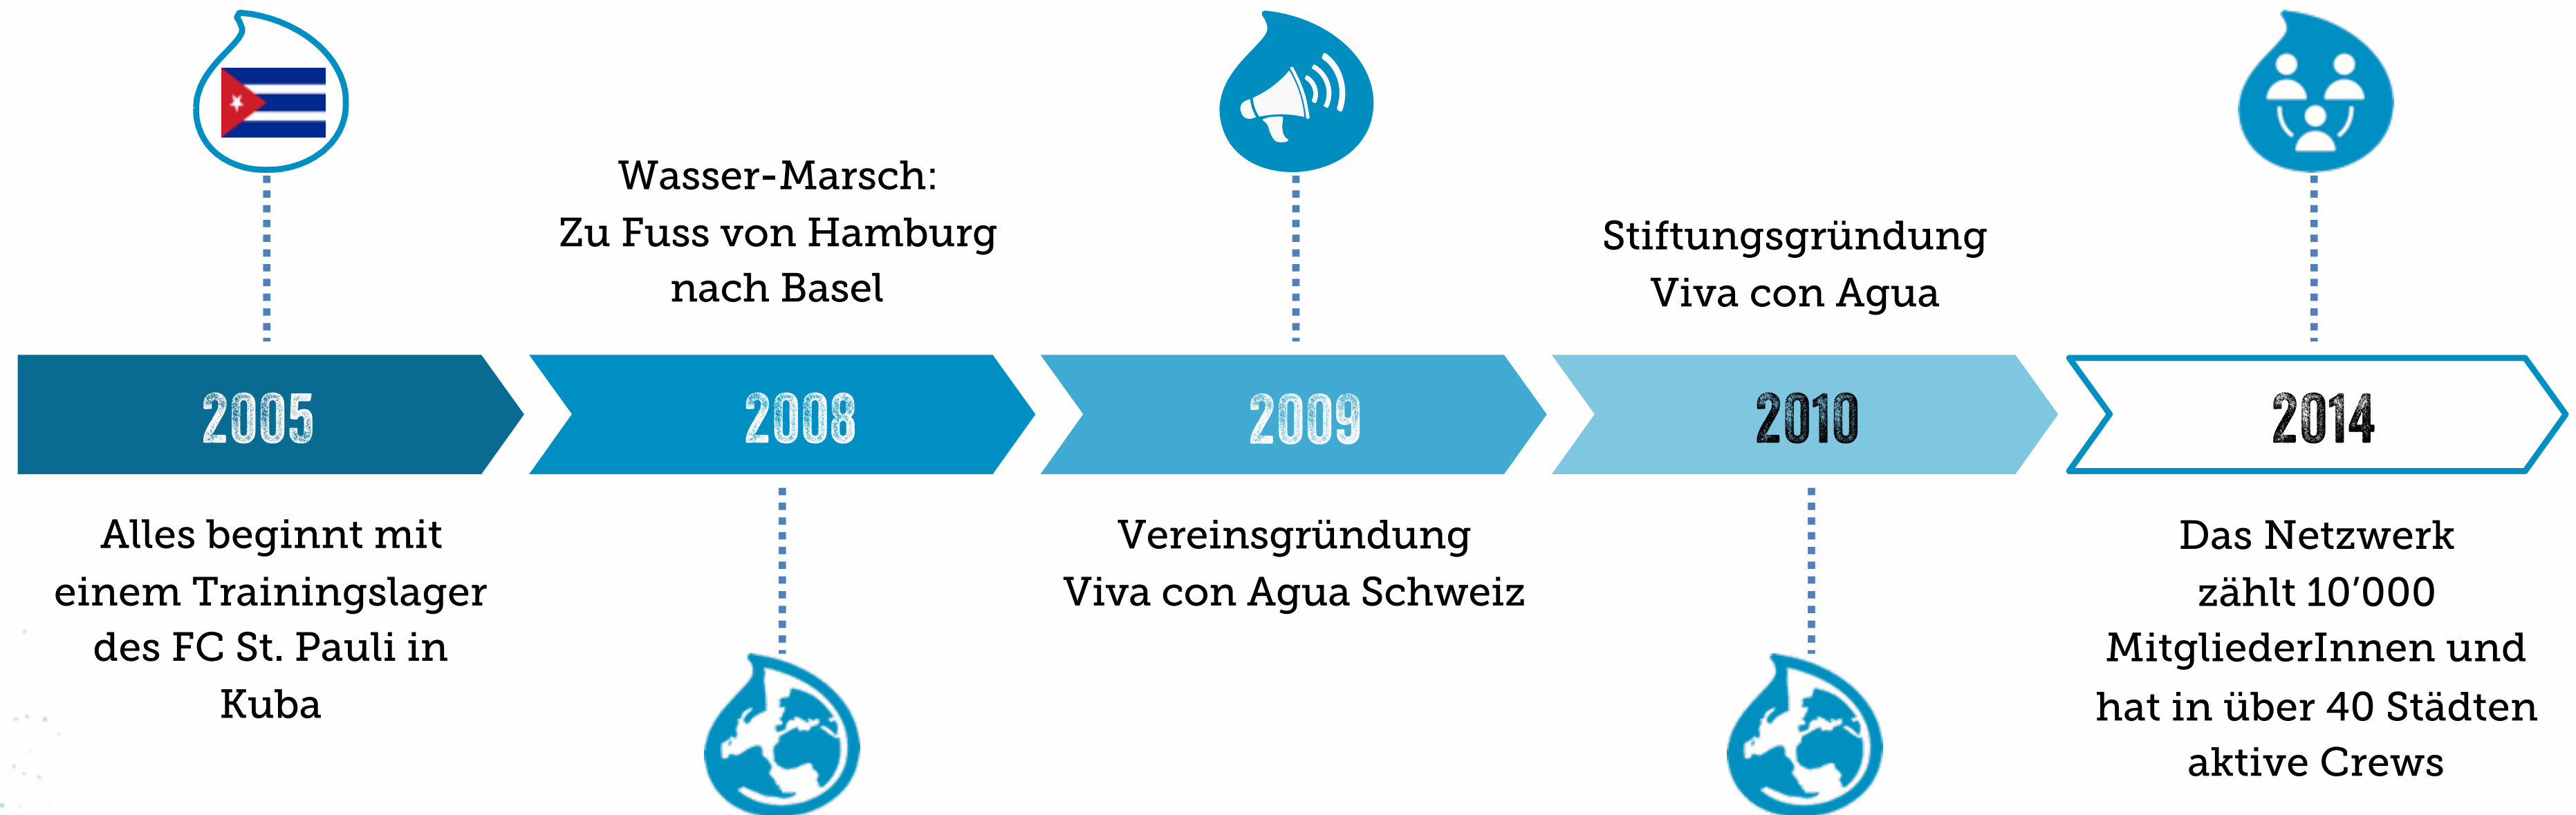 2005
Alles beginnt mit
einem Trainingslager
des FC St. Pauli in
Kuba
Wasser-Marsch:
Zu Fuss von Hamburg
nach Basel
2008
2009
Vereinsgründung
Viva con Agua Schweiz
Stiftungsgründung
Viva con Agua
2010
2014
Das Netzwerk
zählt 10’000
MitgliederInnen und
hat in über 40 Städten
aktive Crews